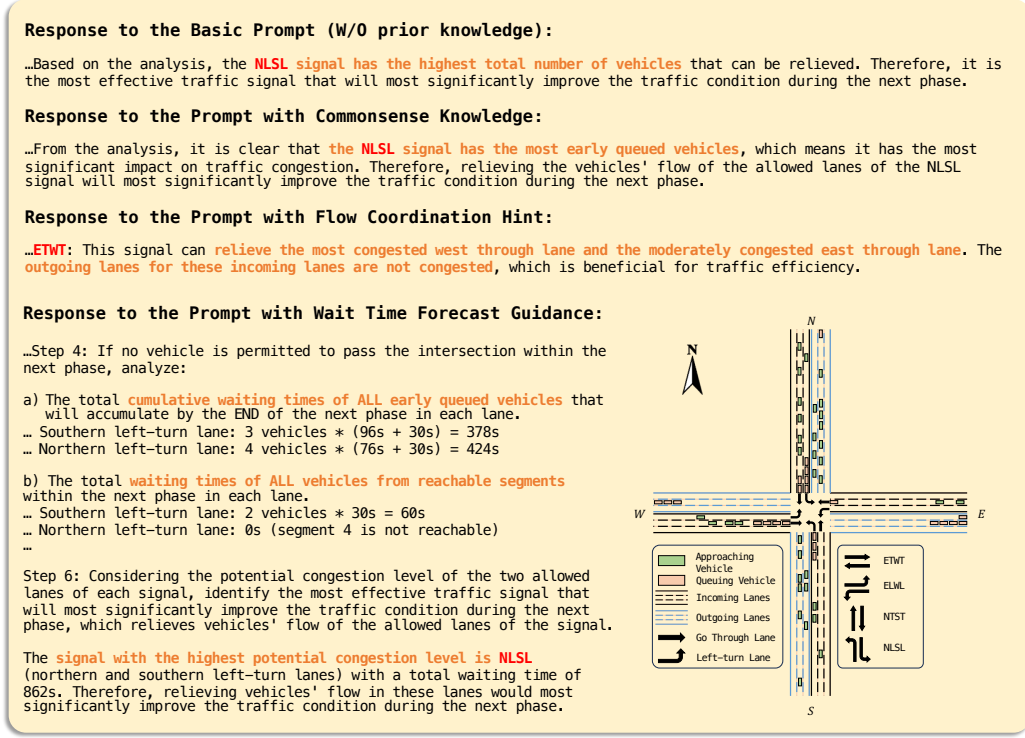 Response to the Basic Prompt (W/O prior knowledge):
…Based on the analysis, the NLSL signal has the highest total number of vehicles that can be relieved. Therefore, it is
the most effective traffic signal that will most significantly improve the traffic condition during the next phase.
Response to the Prompt with Commonsense Knowledge:
…From the analysis, it is clear that the NLSL signal has the most early queued vehicles, which means it has the most
significant impact on traffic congestion. Therefore, relieving the vehicles' flow of the allowed lanes of the NLSL
signal will most significantly improve the traffic condition during the next phase.
Response to the Prompt with Flow Coordination Hint:
…ETWT: This signal can relieve the most congested west through lane and the moderately congested east through lane. The
outgoing lanes for these incoming lanes are not congested, which is beneficial for traffic efficiency.
Response to the Prompt with Wait Time Forecast Guidance:
…Step 4: If no vehicle is permitted to pass the intersection within the
next phase, analyze:
a) The total cumulative waiting times of ALL early queued vehicles that
will accumulate by the END of the next phase in each lane.
… Southern left-turn lane: 3 vehicles * (96s + 30s) = 378s
… Northern left-turn lane: 4 vehicles * (76s + 30s) = 424s
b) The total waiting times of ALL vehicles from reachable segments
within the next phase in each lane.
… Southern left-turn lane: 2 vehicles * 30s = 60s
… Northern left-turn lane: 0s (segment 4 is not reachable)
…
Step 6: Considering the potential congestion level of the two allowed
lanes of each signal, identify the most effective traffic signal that
will most significantly improve the traffic condition during the next
phase, which relieves vehicles' flow of the allowed lanes of the signal.
The signal with the highest potential congestion level is NLSL
(northern and southern left-turn lanes) with a total waiting time of
862s. Therefore, relieving vehicles' flow in these lanes would most
significantly improve the traffic condition during the next phase.
N
N
W
E
S
Approaching
Vehicle
Queuing Vehicle
Incoming Lanes
Outgoing Lanes
Go Through Lane
Left-turn Lane
ETWT
ELWL
NTST
NLSL